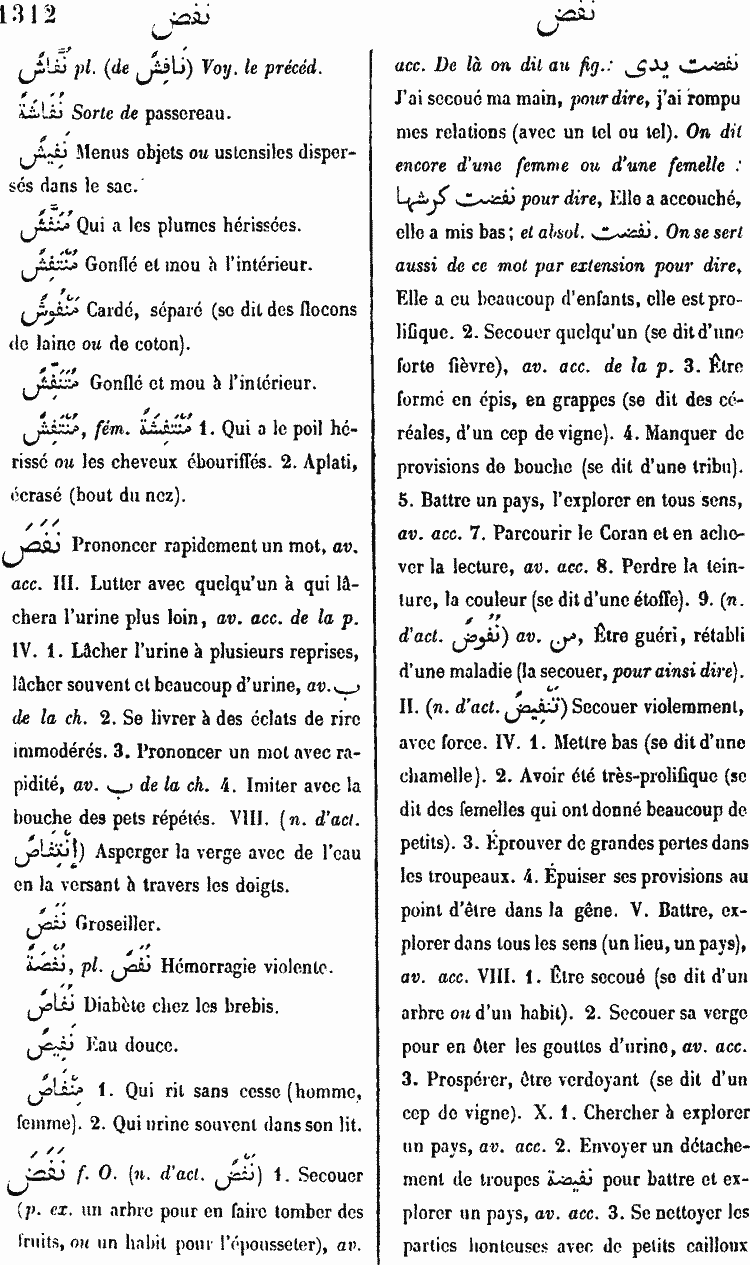 1312 نفص
نفض
نُفَّاشٌ pl. (de نَافِشٌ) Voy. le précéd.
نُفَاشَةٌ Sorte de passereau.
نَفِيشٌ Menus objets ou ustensiles disper-
sés dans le sac.
مُنَفَّشٌ Qui a les plumes hérissées.
مُنْتَفِشٌ Gonflé et mou à l'intérieur.
مَنْفُوشٌ Cardé, séparé (se dit des flocons
de laine ou de coton).
مُتَنَفِّشٌ Gonflé et mou à l'intérieur.
مُنْتَفِشٌ, fém. مُنْتَفِشَةٌ 1. Qui a le poil hé-
rissé ou les cheveux ébouriffés. 2. Aplati,
écrasé (bout du nez).
نَفَصَ Prononcer rapidement un mot, av.
acc. III. Lutter avec quelqu'un à qui lâ-
chera l'urine plus loin, av. acc. de la p.
IV. 1. Lâcher l'urine à plusieurs reprises,
lâcher souvent et beaucoup d'urine, av. ب
de la ch. 2. Se livrer à des éclats de rire
immodérés. 3. Prononcer un mot avec ra-
pidité, av. ب de la ch. 4. Imiter avec la
bouche des pets répétés. VIII. (n. d'act.
إِنْتِفَاصٌ) Asperger la verge avec de l'eau
en la versant à travers les doigts.
نَفْصٌ Groseiller.
نُفْصَةٌ, pl. نُفَصٌ Hémorragie violente.
نُفَاصٌ Diabète chez les brebis.
نَفِيصٌ Eau douce.
مِنْفَاصٌ 1. Qui rit sans cesse (homme,
femme). 2. Qui urine souvent dans son lit.
نَفَضَ f. O. (n. d'act. نَفْضٌ) 1. Secouer
(p. ex. un arbre pour en faire tomber des
fruits, ou un habit pour l'épousseter), av.
acc. De là on dit au fig.: نفضت يدى
J'ai secoué ma main, pour dire, j'ai rompu
mes relations (avec un tel ou tel). On dit
encore d'une femme ou d'une femelle :
نفضت كرشها pour dire, Elle a accouché,
elle a mis bas; et absol. نفضت. On se sert
aussi de ce mot par extension pour dire,
Elle a eu beaucoup d'enfants, elle est pro-
lifique. 2. Secouer quelqu'un (se dit d'une
forte fièvre), av. acc. de la p. 3. Être
formé en épis, en grappes (se dit des cé-
réales, d'un cep de vigne). 4. Manquer de
provisions de bouche (se dit d'une tribu).
5. Battre un pays, l'explorer en tous sens,
av. acc. 7. Parcourir le Coran et en ache-
ver la lecture, av. acc. 8. Perdre la tein-
ture, la couleur (se dit d'une étoffe). 9. (n.
d'act. نُفُوضٌ) av. من, Être guéri, rétabli
d'une maladie (la secouer, pour ainsi dire).
II. (n. d'act. تَنْفِيضٌ) Secouer violemment,
avec force. IV. 1. Mettre bas (se dit d'une
chamelle). 2. Avoir été très-prolifique (se
dit des femelles qui ont donné beaucoup de
petits). 3. Éprouver de grandes pertes dans
les troupeaux. 4. Épuiser ses provisions au
point d'être dans la gêne. V. Battre, ex-
plorer dans tous les sens (un lieu, un pays),
av. acc. VIII. 1. Être secoué (se dit d'un
arbre ou d'un habit). 2. Secouer sa verge
pour en ôter les gouttes d'urine, av. acc.
3. Prospérer, être verdoyant (se dit d'un
cep de vigne). X. 1. Chercher à explorer
un pays, av. acc. 2. Envoyer un détache-
ment de troupes نفيضة pour battre et ex-
plorer un pays, av. acc. 3. Se nettoyer les
parties honteuses avec de petits cailloux